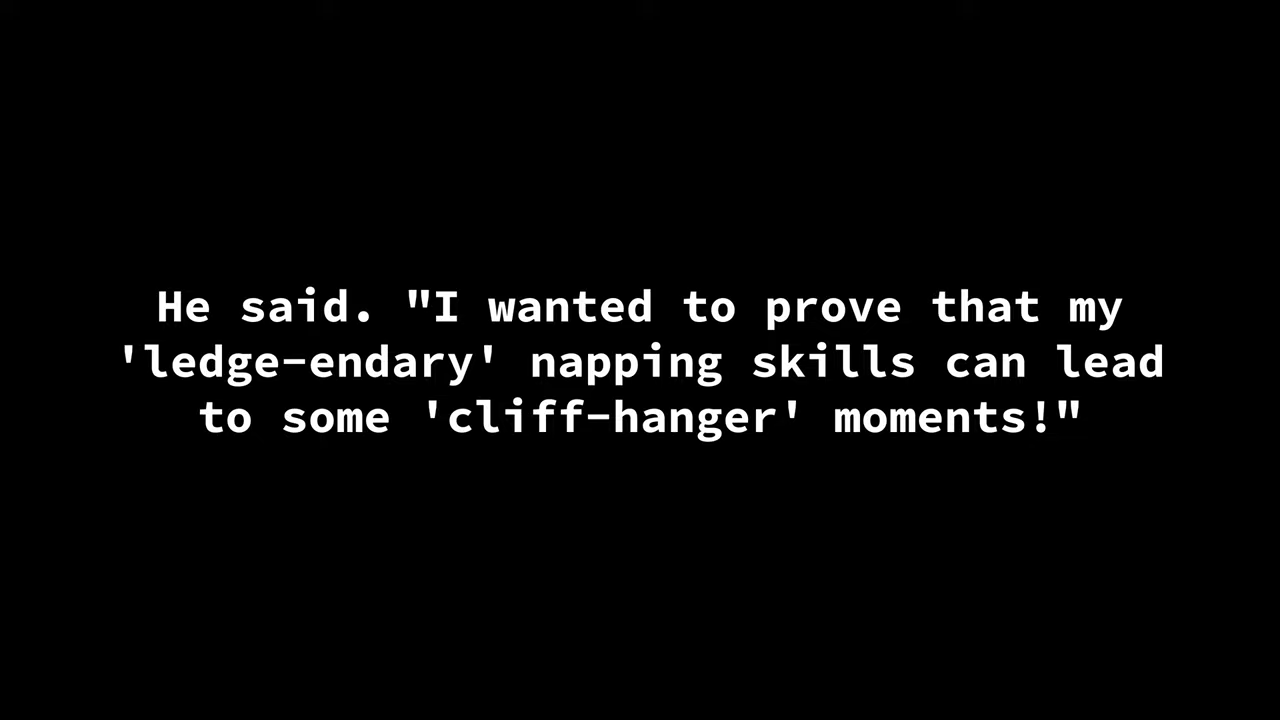 He said. "I wanted to prove that my
'ledge-endary' napping skills can lead
to some 'cliff-hanger' moments!"